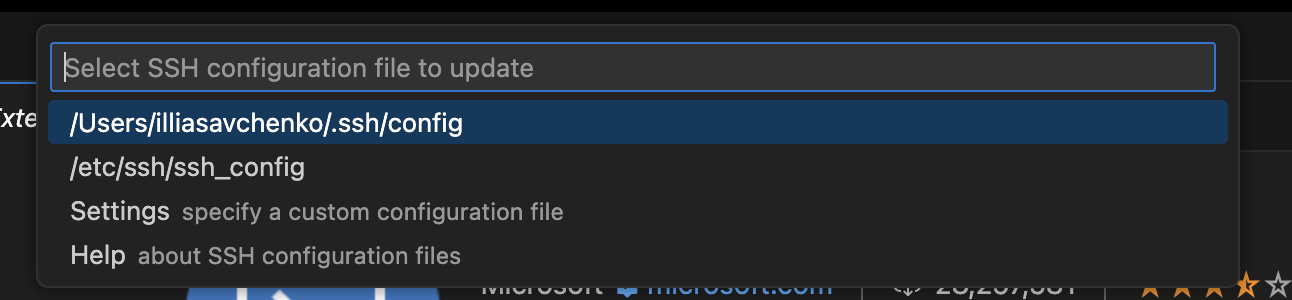 Select SSH configuration file to update
/Users/illiasavchenko/.ssh/config
/etc/ssh/ssh_config
Settings specify a custom configuration file
Help about SSH configuration files
Microsoft microsoft.com